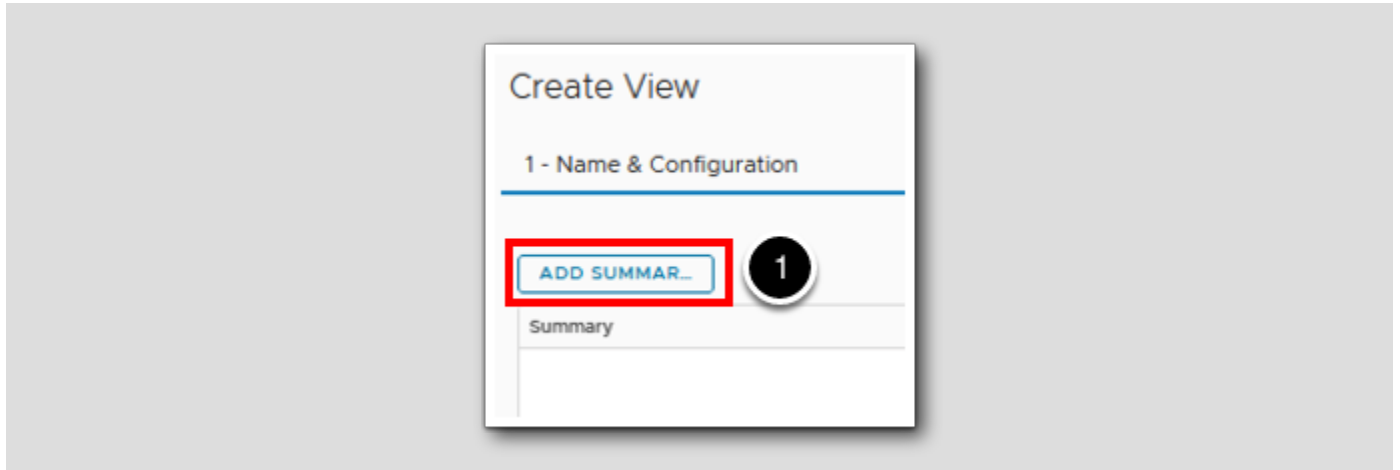 Create View
1 - Name & Configuration
ADD SUMMAR...
1
Summary